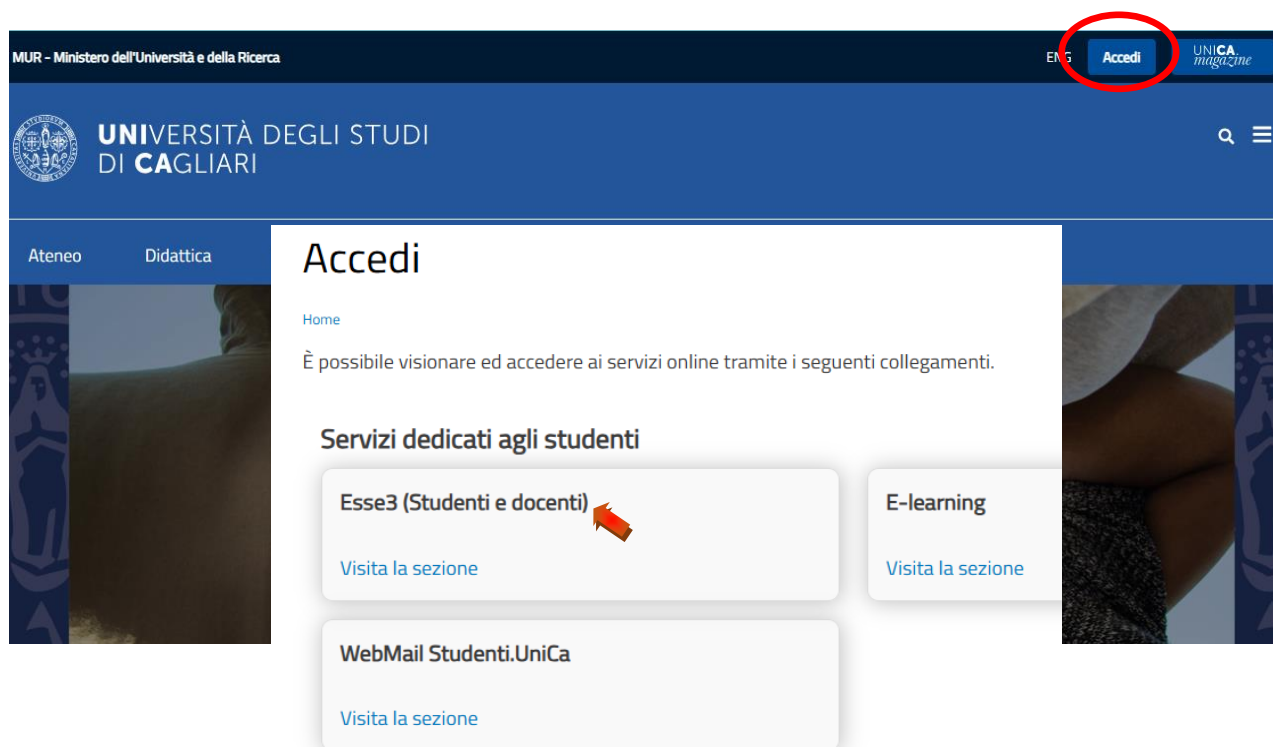 MUR - Ministero dell'Università e della Ricerca
ENG
Accedi
UNICA.
magazine
UNIVERSITÀ DEGLI STUDI
DI CAGLIARI
Ateneo
Didattica
Accedi
Home
È possibile visionare ed accedere ai servizi online tramite i seguenti collegamenti.
Servizi dedicati agli studenti
Esse3 (Studenti e docenti)
Visita la sezione
E-learning
Visita la sezione
WebMail Studenti.UniCa
Visita la sezione